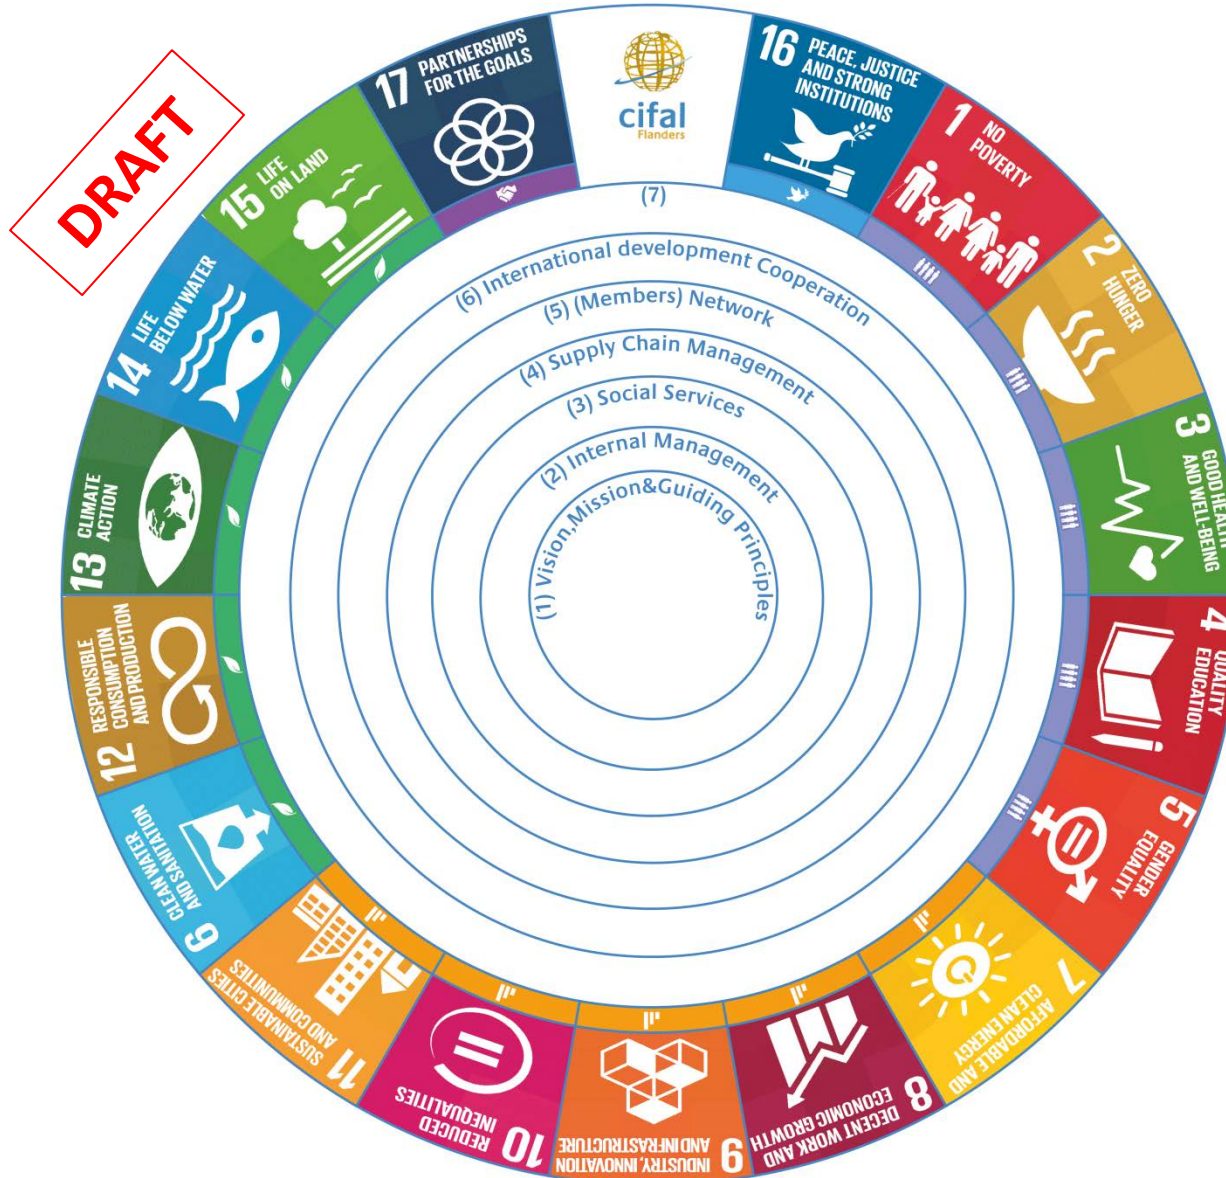 DRAFT
cifal
Flanders
16 PEACE, JUSTICE
AND STRONG
INSTITUTIONS
1 NO
POVERTY
2 ZERO
HUNGER
3 GOOD HEALTH
AND WELL-BEING
4 QUALITY
EDUCATION
5 GENDER
EQUALITY
7 AFFORDABLE AND
CLEAN ENERGY
8 DECENT WORK AND
ECONOMIC GROWTH
9 INDUSTRY, INNOVATION
AND INFRASTRUCTURE
10 REDUCED
INEQUALITIES
11 SUSTAINABLE CITIES
AND COMMUNITIES
6 CLEAN WATER
AND SANITATION
12 RESPONSIBLE
CONSUMPTION
AND PRODUCTION
13 CLIMATE
ACTION
14 LIFE
BELOW WATER
15 LIFE
ON LAND
17 PARTNERSHIPS
FOR THE GOALS
(7)
(6) International development Cooperation
(5) (Members) Network
(4) Supply Chain Management
(3) Social Services
(2) Internal Management
(1) Vision,Mission&Guiding Principles